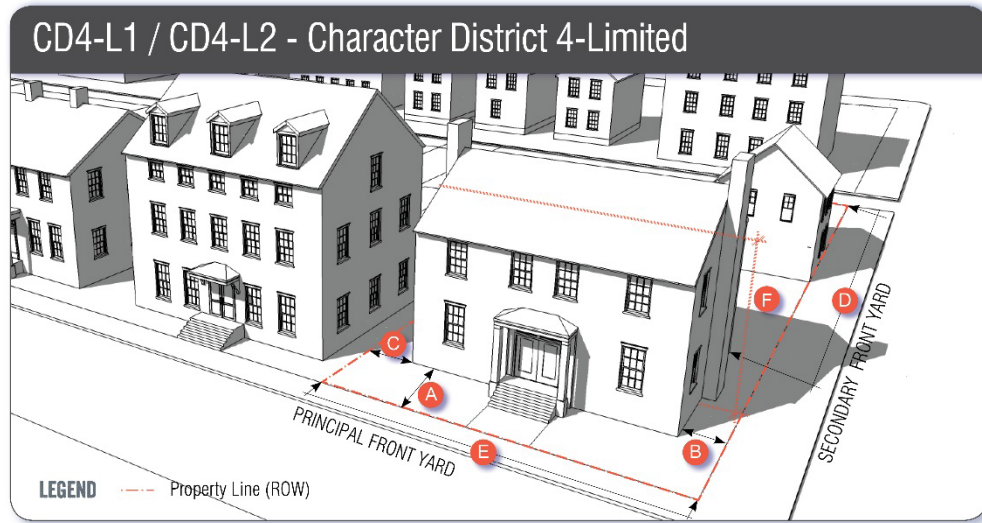 CD4-L1 / CD4-L2 - Character District 4-Limited
F
D
C
A
PRINCIPAL FRONT YARD
E
B
SECONDARY FRONT YARD
LEGEND Property Line (ROW)